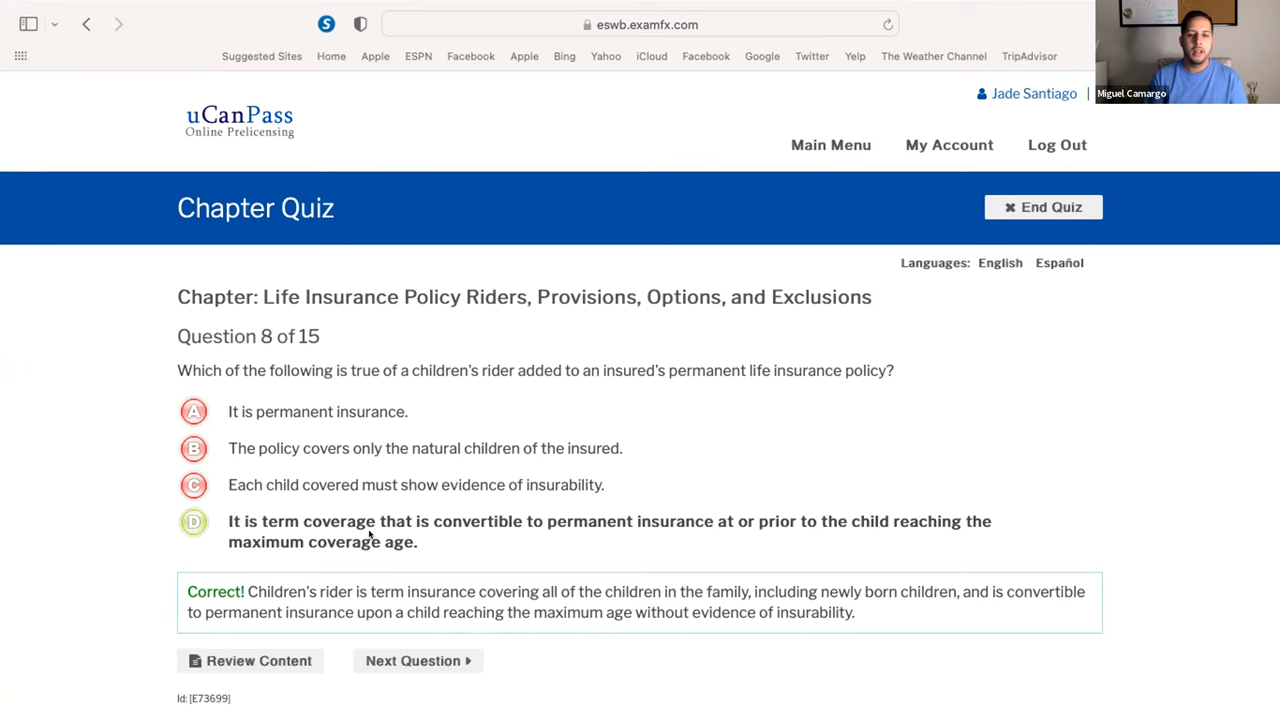 eswb.examfx.com
Suggested Sites Home Apple ESPN Facebook Apple Bing Yahoo iCloud Facebook Google Twitter Yelp The Weather Channel TripAdvisor
Miguel Camargo
Jade Santiago |
uCanPass
Online Prelicensing
Main Menu My Account Log Out
Chapter Quiz
✖ End Quiz
Languages: English Español
Chapter: Life Insurance Policy Riders, Provisions, Options, and Exclusions
Question 8 of 15
Which of the following is true of a children's rider added to an insured's permanent life insurance policy?
A It is permanent insurance.
B The policy covers only the natural children of the insured.
C Each child covered must show evidence of insurability.
D It is term coverage that is convertible to permanent insurance at or prior to the child reaching the
maximum coverage age.
Correct! Children's rider is term insurance covering all of the children in the family, including newly born children, and is convertible
to permanent insurance upon a child reaching the maximum age without evidence of insurability.
Review Content Next Question
Id: [E73699]